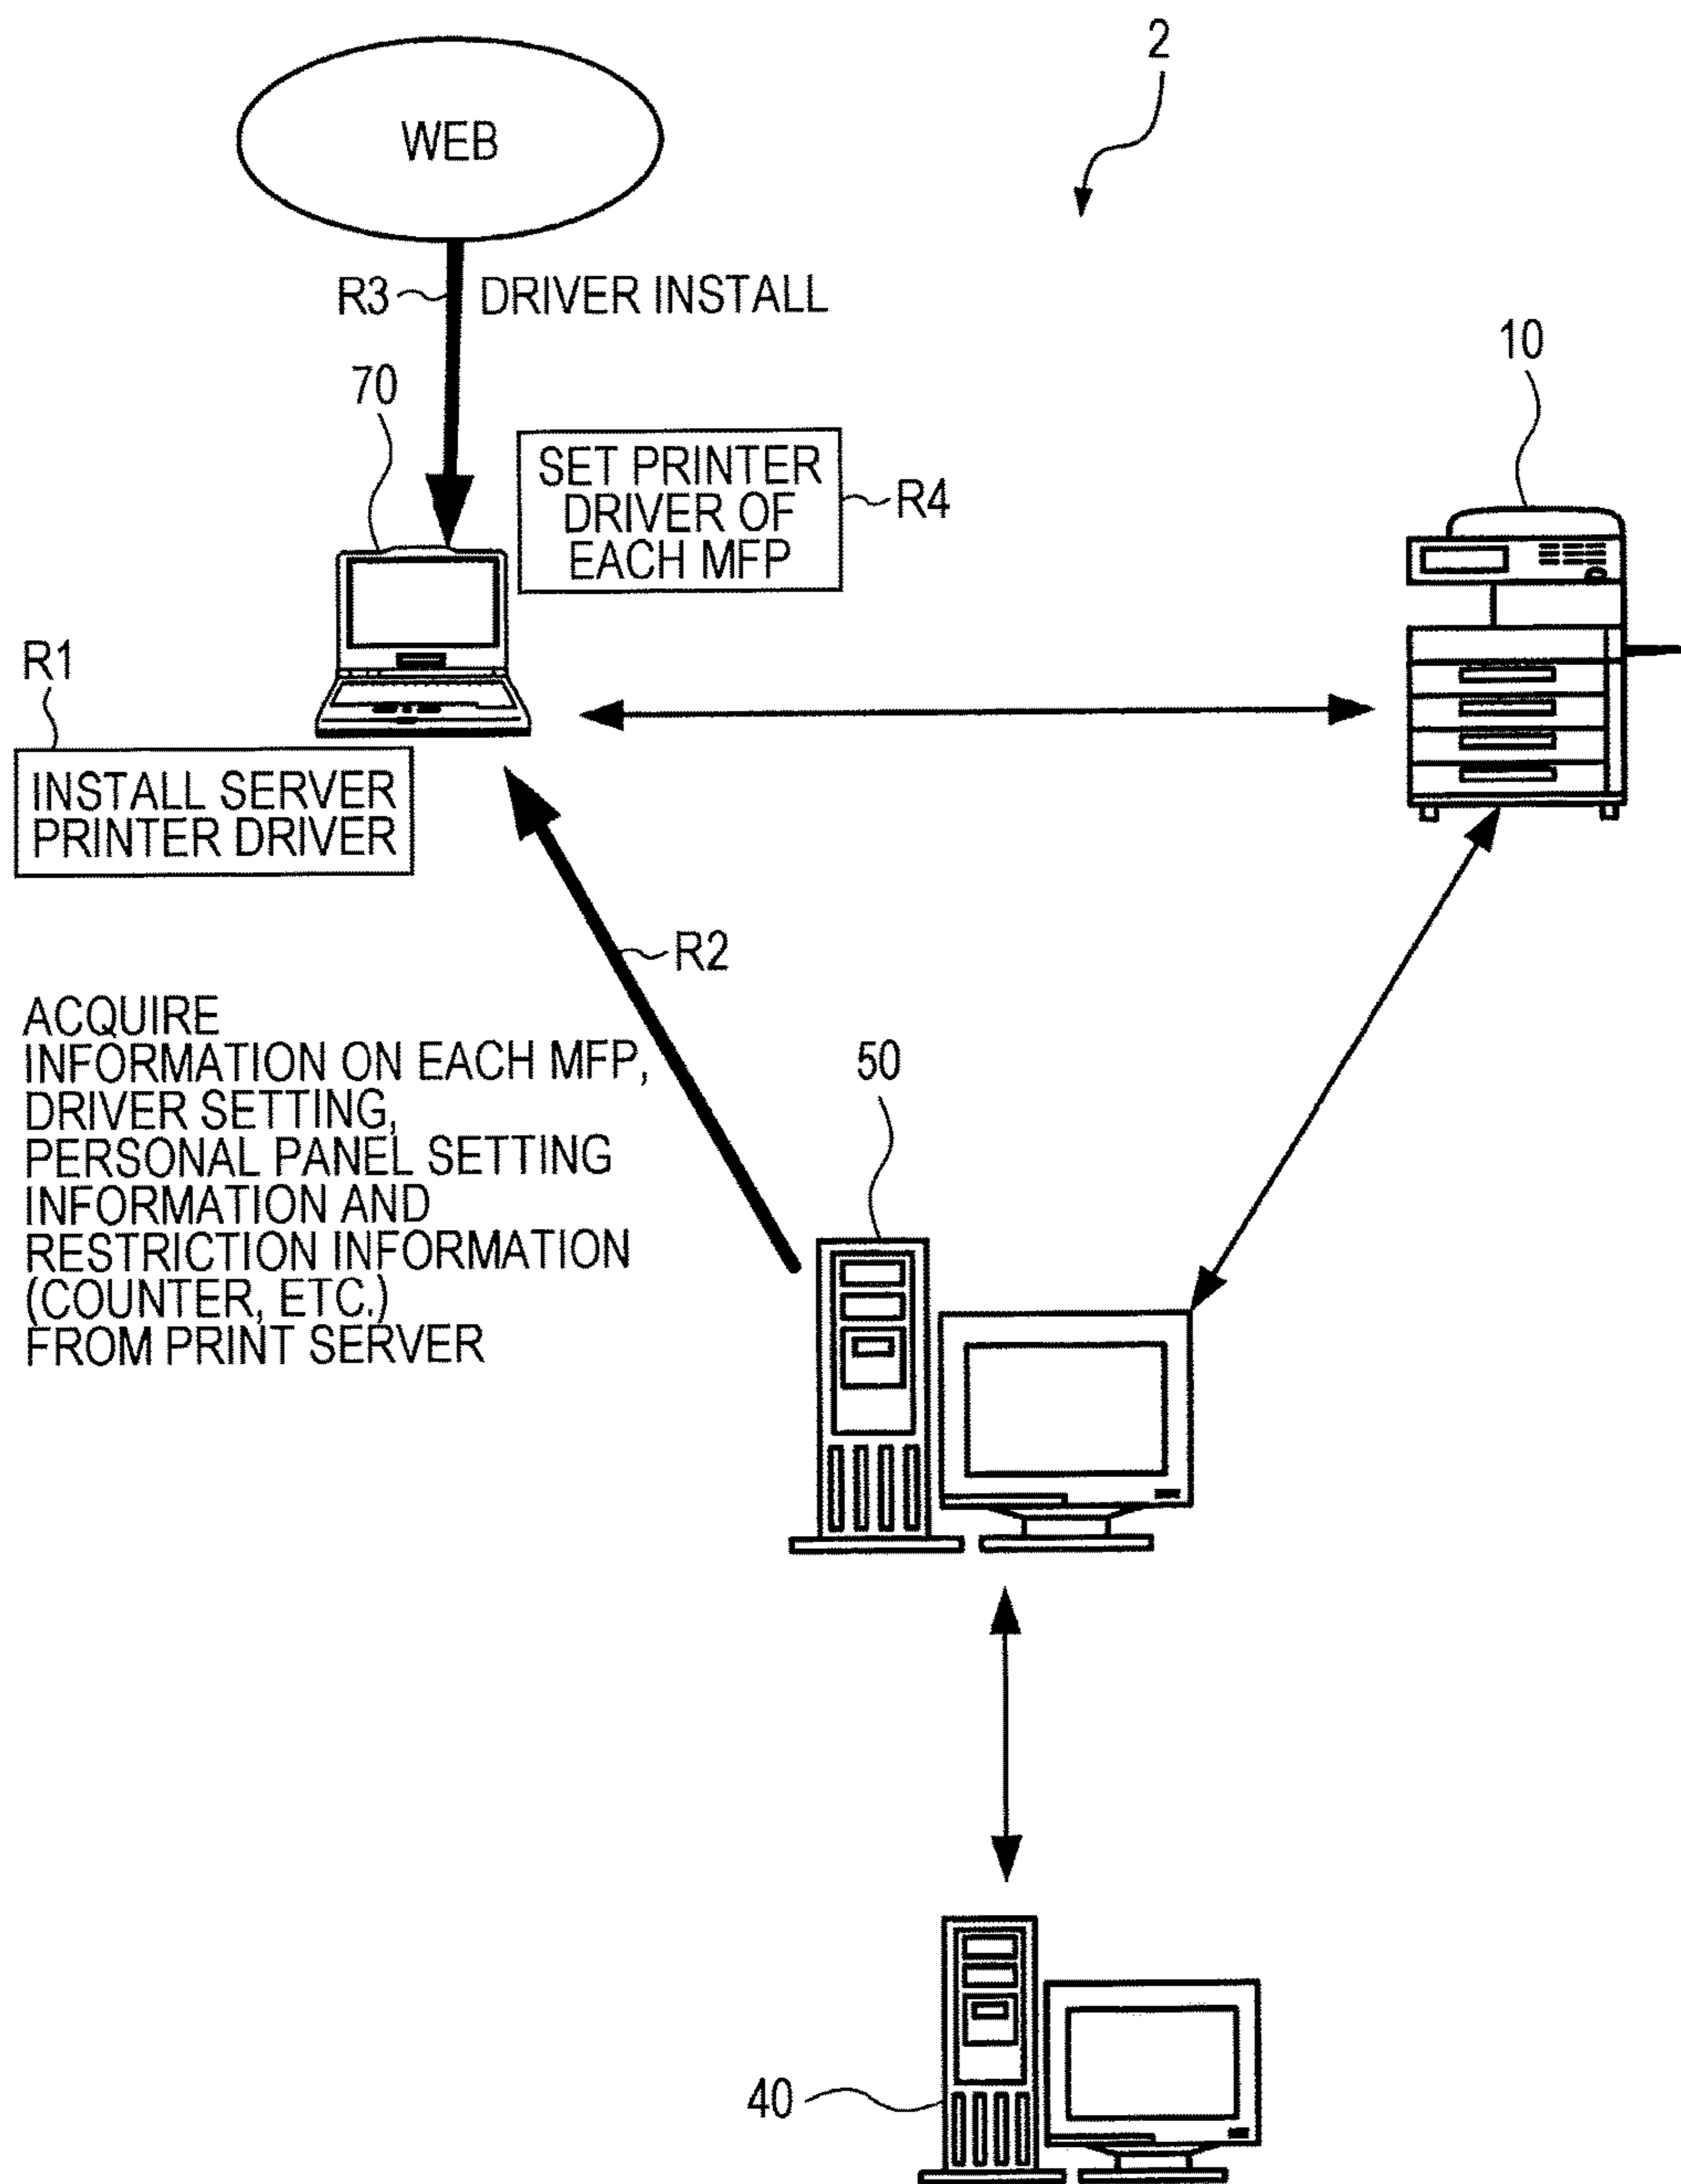 2
WEB
R3
DRIVER INSTALL
10
70
SET PRINTER
DRIVER OF
EACH MFP
R4
R1
INSTALL SERVER
PRINTER DRIVER
R2
ACQUIRE
INFORMATION ON EACH MFP,
DRIVER SETTING,
PERSONAL PANEL SETTING
INFORMATION AND
RESTRICTION INFORMATION
(COUNTER, ETC.)
FROM PRINT SERVER
50
40